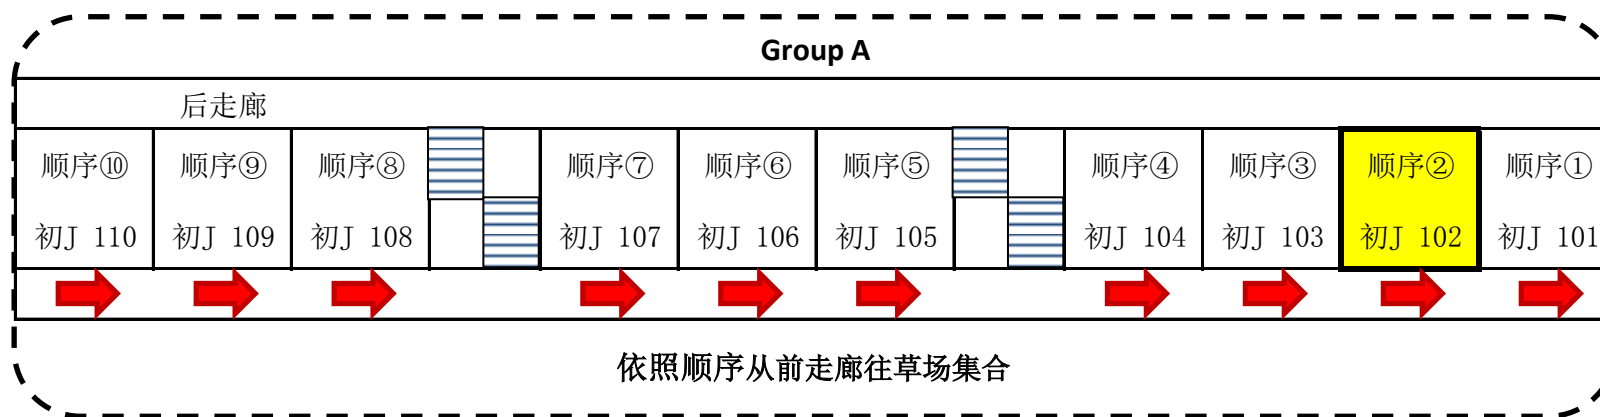 Group A
后走廊
顺序⑩ 顺序⑨ 顺序⑧ 顺序⑦ 顺序⑥ 顺序⑤ 顺序④ 顺序③ 顺序② 顺序①
初J 110 初J 109 初J 108 初J 107 初J 106 初J 105 初J 104 初J 103 初J 102 初J 101
依照顺序从前走廊往草场集合